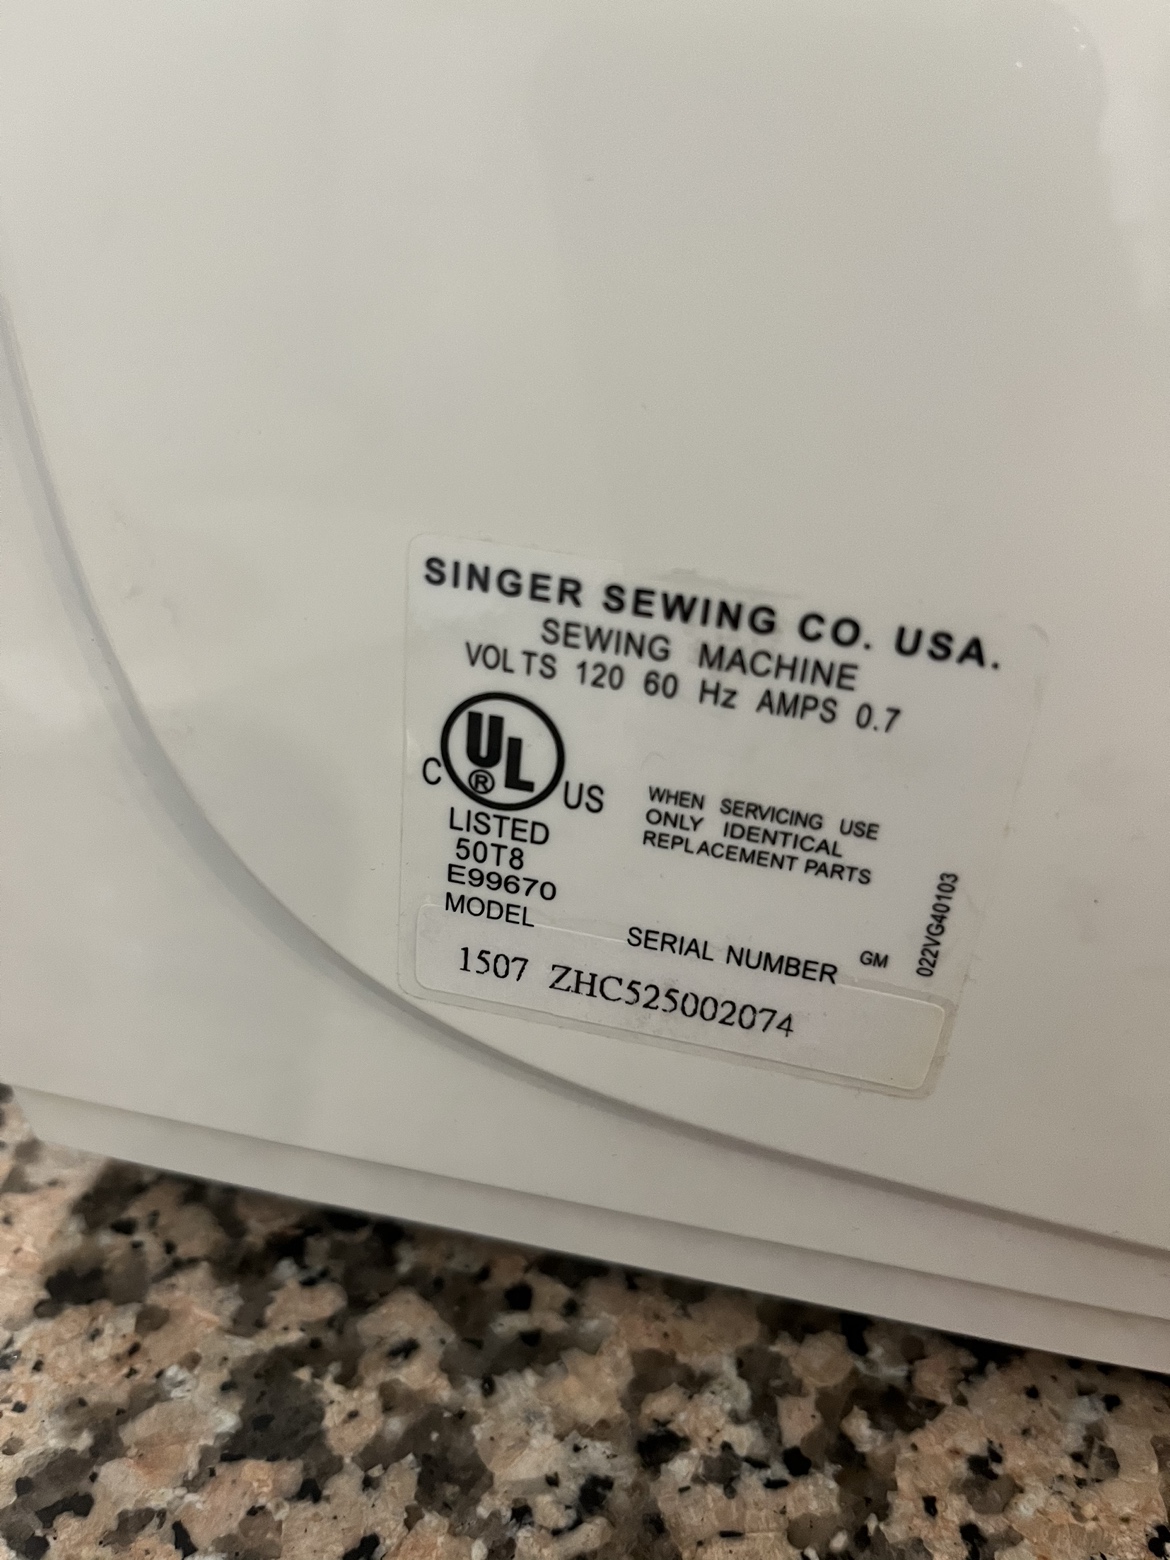 SINGER SEWING CO. USA.
SEWING MACHINE
VOLTS 120 60 Hz AMPS 0.7
C UL ® US
LISTED
50T8
E99670
WHEN SERVICING USE
ONLY IDENTICAL
REPLACEMENT PARTS
MODEL SERIAL NUMBER GM
1507 ZHC525002074
022VG40103